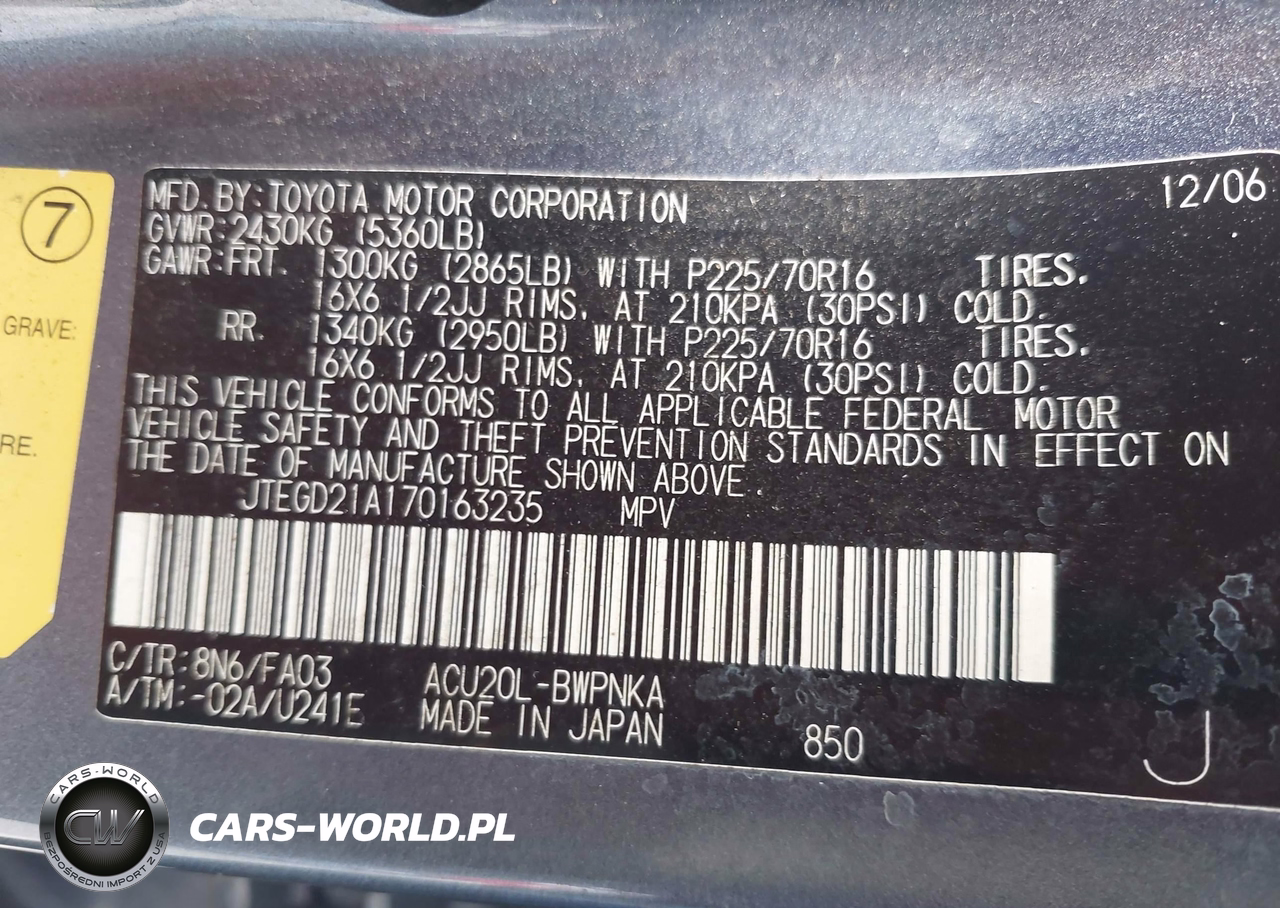 7
GRAVE:
RE.
MFD. BY: TOYOTA MOTOR CORPORATION 12/06
GVWR: 2430KG (5360LB)
GAWR: FRT. 1300KG (2865LB) WITH P225/70R16 TIRES.
16X6 1/2JJ RIMS, AT 210KPA (30PSI) COLD.
RR. 1340KG (2950LB) WITH P225/70R16 TIRES.
16X6 1/2JJ RIMS, AT 210KPA (30PSI) COLD.
THIS VEHICLE CONFORMS TO ALL APPLICABLE FEDERAL MOTOR
VEHICLE SAFETY AND THEFT PREVENTION STANDARDS IN EFFECT ON
THE DATE OF MANUFACTURE SHOWN ABOVE.
JTEGD21A170163235 MPV
C/TR: 8N6/FA03 ACU20L-BWPNKA
A/TM: -02A/U241E MADE IN JAPAN 850 J
CARS-WORLD
CW
BEZPOŚREDNI IMPORT Z USA
CARS-WORLD.PL